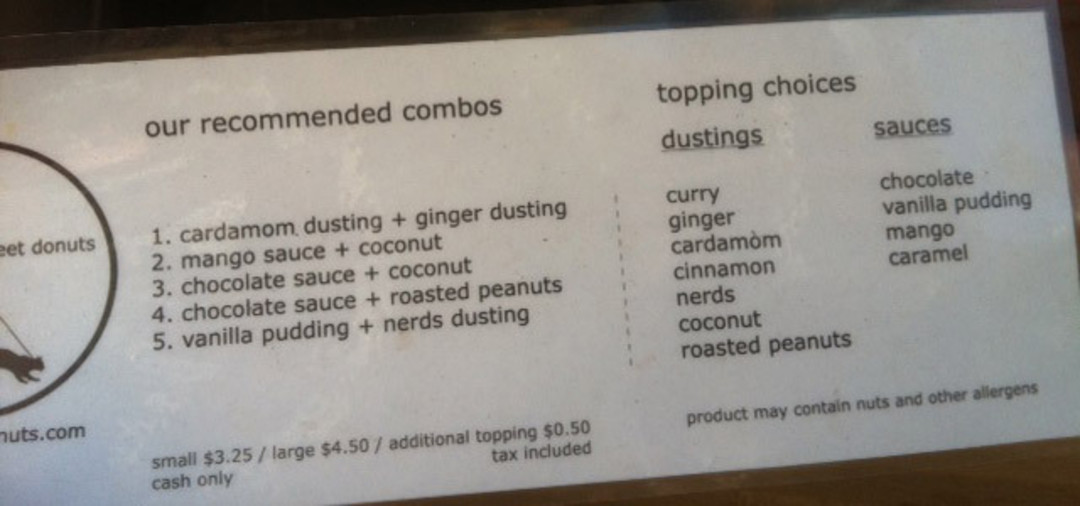 eet donuts
nuts.com
our recommended combos
1. cardamom dusting + ginger dusting
2. mango sauce + coconut
3. chocolate sauce + coconut
4. chocolate sauce + roasted peanuts
5. vanilla pudding + nerds dusting
small $3.25 / large $4.50 / additional topping $0.50
tax included
cash only
topping choices
dustings
curry
ginger
cardamom
cinnamon
nerds
coconut
roasted peanuts
sauces
chocolate
vanilla pudding
mango
caramel
product may contain nuts and other allergens